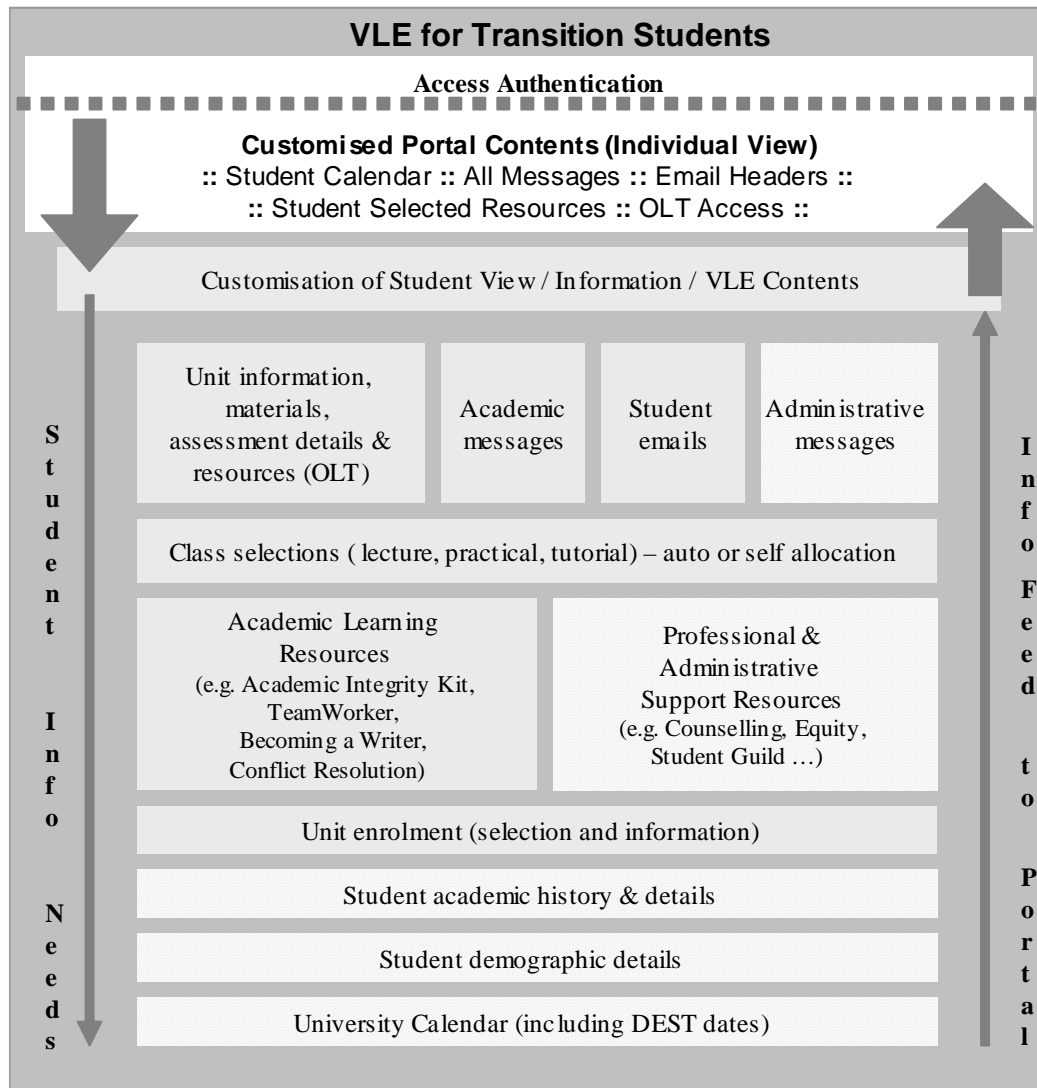 VLE for Transition Students
Access Authentication
Customised Portal Contents (Individual View)
:: Student Calendar :: All Messages :: Email Headers ::
:: Student Selected Resources :: OLT Access ::
Customisation of Student View / Information / VLE Contents
Unit information,
materials,
assessment details &
resources (OLT)
Academic
messages
Student
emails
Administrative
messages
Class selections ( lecture, practical, tutorial) – auto or self allocation
Academic Learning
Resources
(e.g. Academic Integrity Kit,
TeamWorker,
Becoming a Writer,
Conflict Resolution)
Professional &
Administrative
Support Resources
(e.g. Counselling, Equity,
Student Guild …)
Unit enrolment (selection and information)
Student academic history & details
Student demographic details
University Calendar (including DEST dates)
Student Info Needs
Info Feed to Portal